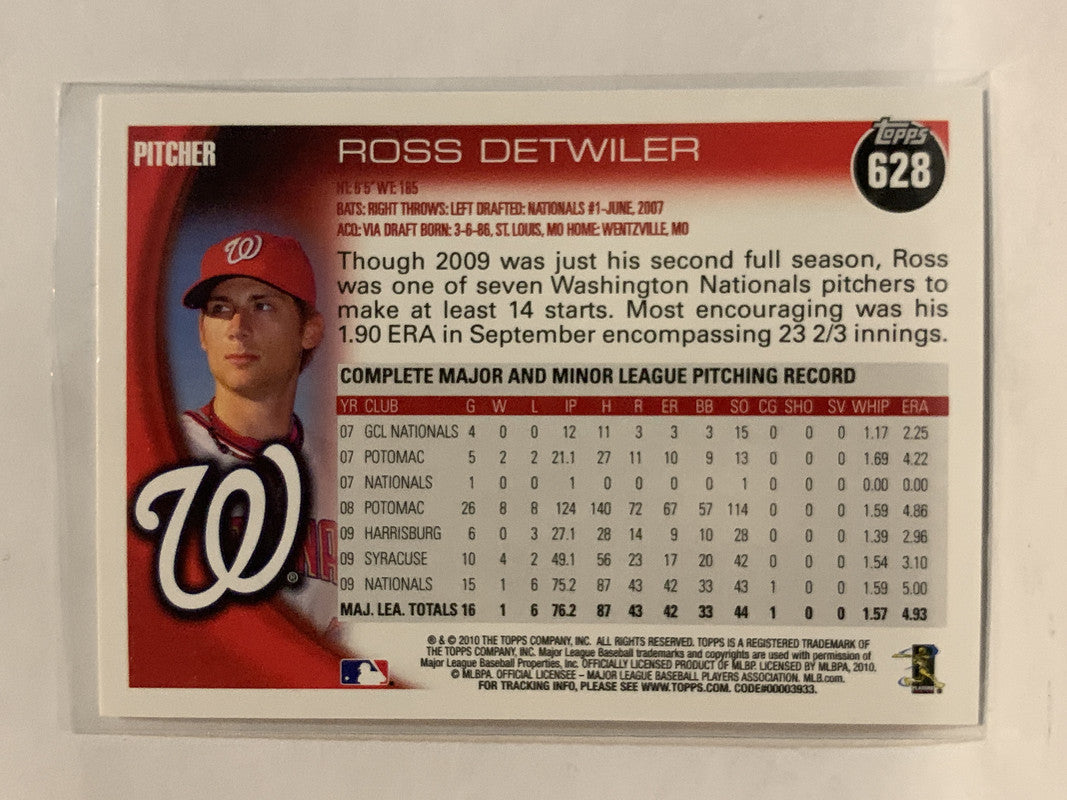 PITCHER
ROSS DETWILER
Topps
628
HT: 6'5" WT: 185
BATS: RIGHT THROWS: LEFT DRAFTED: NATIONALS #1-JUNE, 2007
ACQ: VIA DRAFT BORN: 3-6-86, ST. LOUIS, MO HOME: WENTZVILLE, MO
Though 2009 was just his second full season, Ross
was one of seven Washington Nationals pitchers to
make at least 14 starts. Most encouraging was his
1.90 ERA in September encompassing 23 2/3 innings.
COMPLETE MAJOR AND MINOR LEAGUE PITCHING RECORD
YR CLUB G W L IP H R ER BB SO CG SHO SV WHIP ERA
07 GCL NATIONALS 4 0 0 12 11 3 3 3 15 0 0 0 1.17 2.25
07 POTOMAC 5 2 2 21.1 27 11 10 9 13 0 0 0 1.69 4.22
07 NATIONALS 1 0 0 1 0 0 0 0 1 0 0 0 0.00 0.00
08 POTOMAC 26 8 8 124 140 72 67 57 114 0 0 0 1.59 4.86
09 HARRISBURG 6 0 3 27.1 28 14 9 10 28 0 0 0 1.39 2.96
09 SYRACUSE 10 4 2 49.1 56 23 17 20 42 0 0 0 1.54 3.10
09 NATIONALS 15 1 6 75.2 87 43 42 33 43 1 0 0 1.59 5.00
MAJ. LEA. TOTALS 16 1 6 76.2 87 43 42 33 44 1 0 0 1.57 4.93
W
W®
® & © 2010 THE TOPPS COMPANY, INC. ALL RIGHTS RESERVED. TOPPS IS A REGISTERED TRADEMARK OF
THE TOPPS COMPANY, INC. Major League Baseball trademarks and copyrights are used with permission of
Major League Baseball Properties, Inc. OFFICIALLY LICENSED PRODUCT OF MLBP. LICENSED BY MLBPA, 2010.
© MLBPA. OFFICIAL LICENSEE – MAJOR LEAGUE BASEBALL PLAYERS ASSOCIATION. MLB.com.
FOR TRACKING INFO, PLEASE SEE WWW.TOPPS.COM. CODE#00003933.